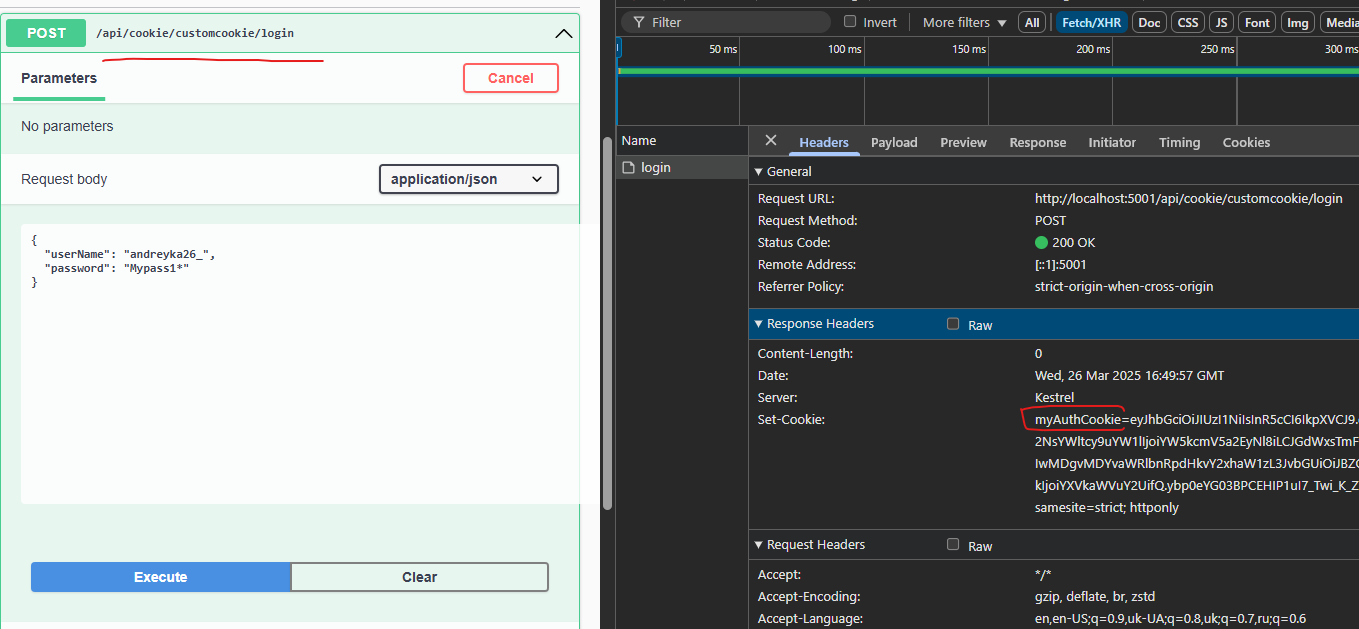 POST /api/cookie/customcookie/login
Parameters
Cancel
No parameters
Request body
application/json
{
"userName": "andreyka26_",
"password": "Mypass1*"
}
Execute
Clear
Filter
Invert
More filters
All
Fetch/XHR
Doc
CSS
JS
Font
Img
Media
50 ms
100 ms
150 ms
200 ms
250 ms
300 ms
Name
login
Headers
Payload
Preview
Response
Initiator
Timing
Cookies
General
Request URL: http://localhost:5001/api/cookie/customcookie/login
Request Method: POST
Status Code: 200 OK
Remote Address: [::1]:5001
Referrer Policy: strict-origin-when-cross-origin
Response Headers
Raw
Content-Length: 0
Date: Wed, 26 Mar 2025 16:49:57 GMT
Server: Kestrel
Set-Cookie: myAuthCookie=eyJhbGciOiJIUzI1NiIsInR5cCI6IkpXVCJ9.
2NsYWltcy9uYW1lIjoiYW5kcmV5a2EyNl8iLCJGdWxsTmF
IwMDgvMDYvaWRlbnRpdHkvY2xhaW1zL3JvbGUiOiJBZG
kIjoiYXVkaWVuY2UifQ.ybp0eYG03BPCEHIP1uI7_Twi_K_Z
samesite=strict; httponly
Request Headers
Raw
Accept: */*
Accept-Encoding: gzip, deflate, br, zstd
Accept-Language: en,en-US;q=0.9,uk-UA;q=0.8,uk;q=0.7,ru;q=0.6